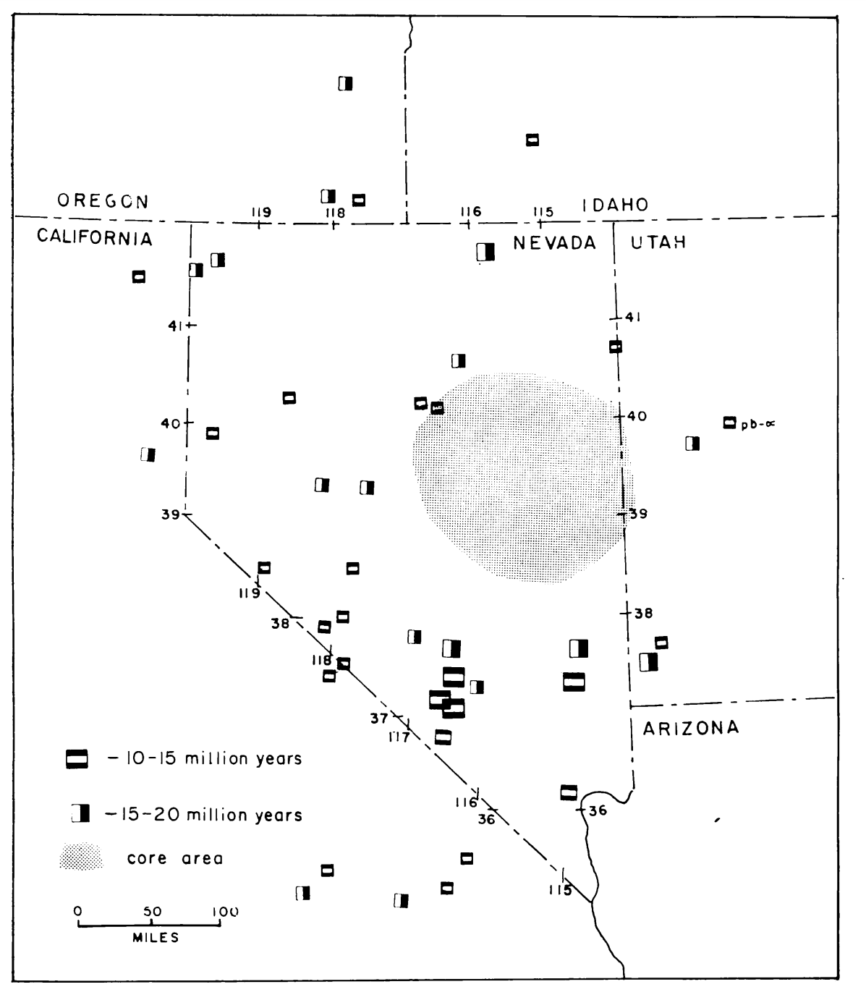 OREGON
119
118
116
115
IDAHO
CALIFORNIA
NEVADA
UTAH
41
41
40
40
pb-∝
39
39
119
38
38
118
37
117
ARIZONA
– 10–15 million years
116
36
36
– 15–20 million years
core area
115
0 50 100
MILES